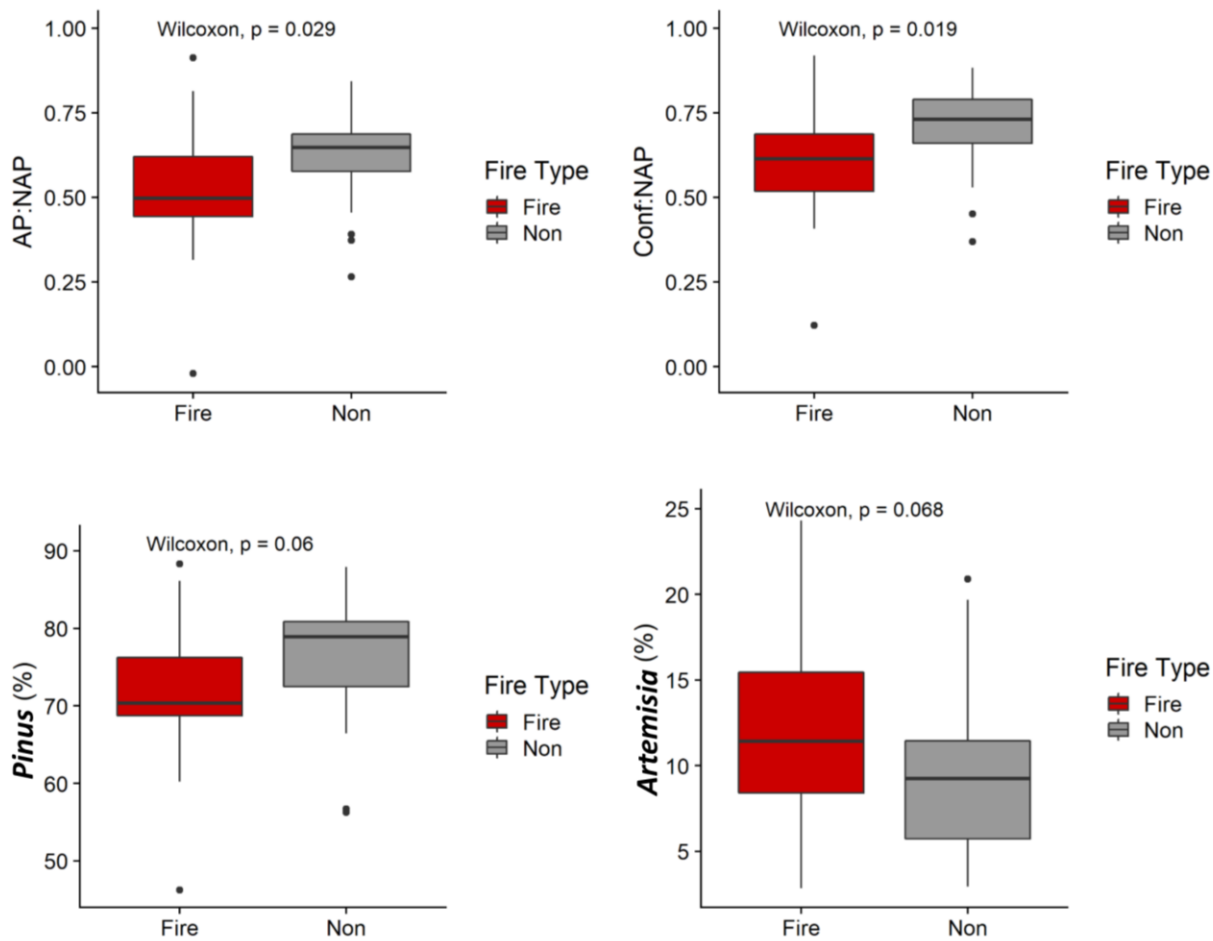 Wilcoxon, p = 0.029
1.00
0.75
0.50
0.25
0.00
AP:NAP
Fire
Non
Fire Type
Fire
Non
Wilcoxon, p = 0.019
1.00
0.75
0.50
0.25
0.00
Conf:NAP
Fire
Non
Fire Type
Fire
Non
Wilcoxon, p = 0.06
90
80
70
60
50
Pinus (%)
Fire
Non
Fire Type
Fire
Non
Wilcoxon, p = 0.068
25
20
15
10
5
Artemisia (%)
Fire
Non
Fire Type
Fire
Non